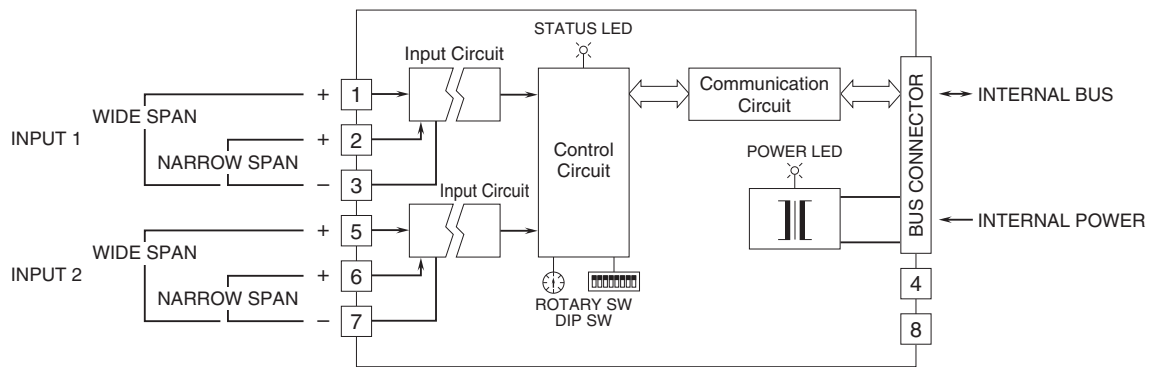 STATUS LED
Input Circuit
1
+
WIDE SPAN
INPUT 1
2
+
NARROW SPAN
3
–
Control
Circuit
Communication
Circuit
BUS CONNECTOR
INTERNAL BUS
POWER LED
INTERNAL POWER
Input Circuit
5
+
WIDE SPAN
INPUT 2
6
+
NARROW SPAN
7
–
ROTARY SW
DIP SW
4
8